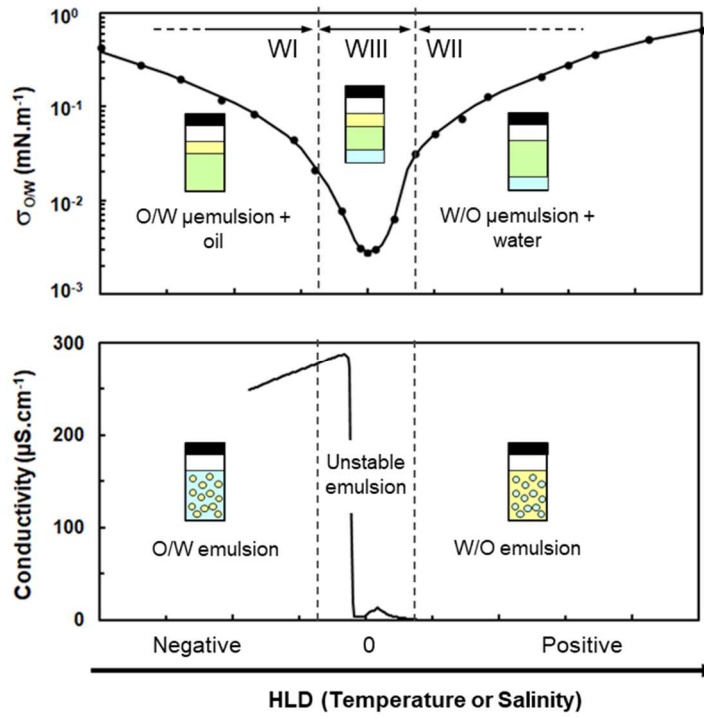 10⁰
10⁻¹
10⁻²
10⁻³
σO/W (mN.m⁻¹)
WI WIII WII
O/W µemulsion +
oil
W/O µemulsion +
water
300
200
100
0
Conductivity (µS.cm⁻¹)
Unstable
emulsion
O/W emulsion
W/O emulsion
Negative 0 Positive
HLD (Temperature or Salinity)